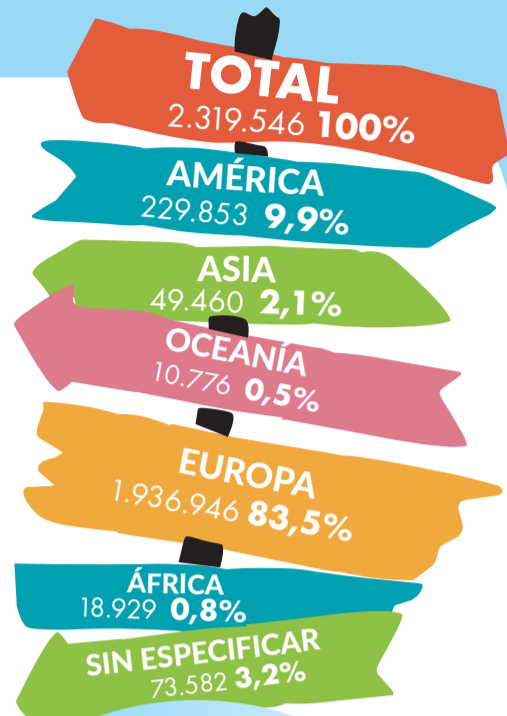 TOTAL
2.319.546 100%
AMÉRICA
229.853 9,9%
ASIA
49.460 2,1%
OCEANÍA
10.776 0,5%
EUROPA
1.936.946 83,5%
ÁFRICA
18.929 0,8%
SIN ESPECIFICAR
73.582 3,2%